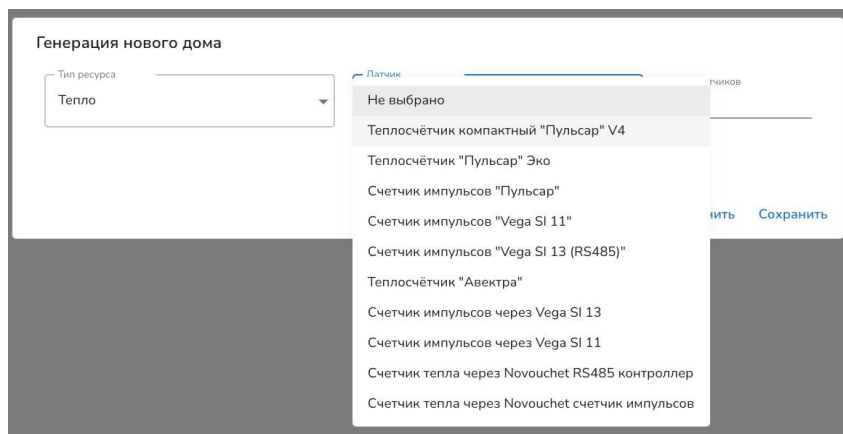 Генерация нового дома
Тип ресурса
Датчик
Тепло
Не выбрано
Теплосчётчик компактный "Пульсар" V4
Теплосчётчик "Пульсар" Эко
Счетчик импульсов "Пульсар"
Счетчик импульсов "Vega SI 11"
Счетчик импульсов "Vega SI 13 (RS485)"
Теплосчётчик "Авектра"
Счетчик импульсов через Vega SI 13
Счетчик импульсов через Vega SI 11
Счетчик тепла через Novouchet RS485 контроллер
Счетчик тепла через Novouchet счетчик импульсов
Сохранить